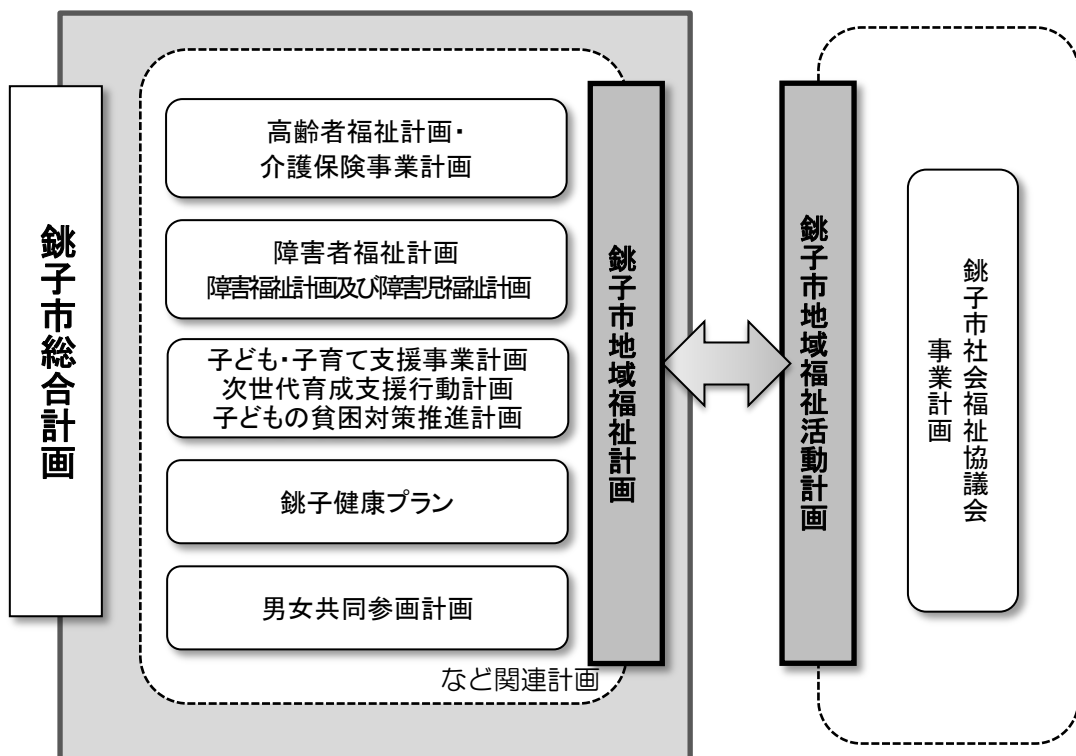 銚子市総合計画
高齢者福祉計画・
介護保険事業計画
障害者福祉計画
障害福祉計画及び障害児福祉計画
子ども・子育て支援事業計画
次世代育成支援行動計画
子どもの貧困対策推進計画
銚子健康プラン
男女共同参画計画
など関連計画
銚子市地域福祉計画
銚子市地域福祉活動計画
銚子市社会福祉協議会
事業計画